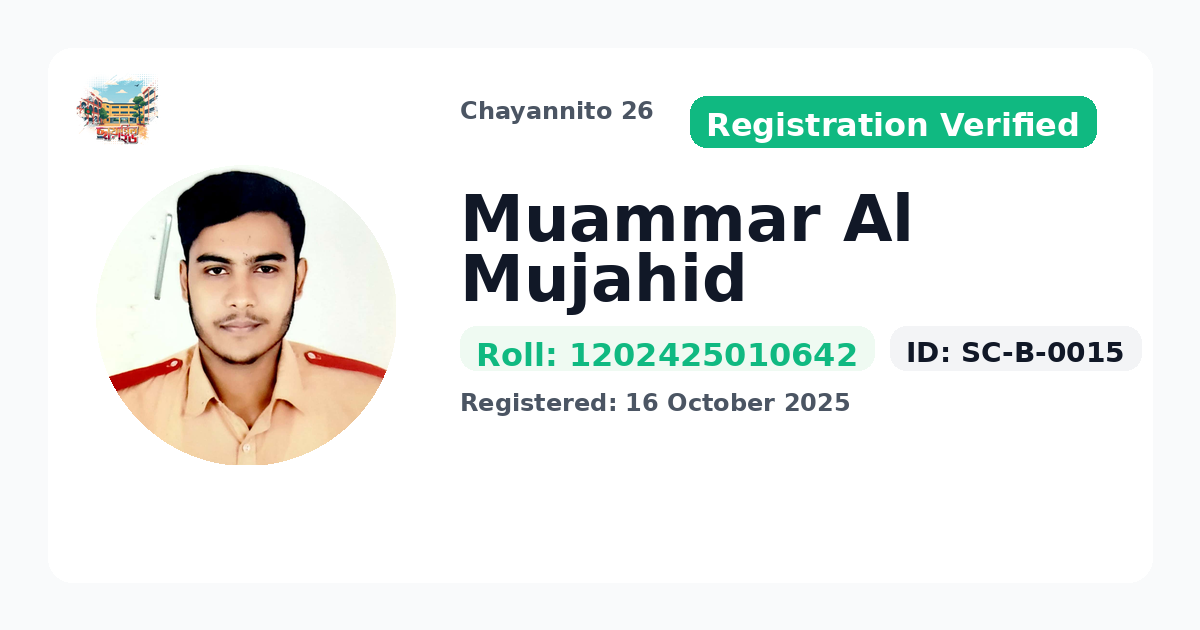 Chayannito 26
Registration Verified
Muammar Al
Mujahid
Roll: 1202425010642
ID: SC-B-0015
Registered: 16 October 2025